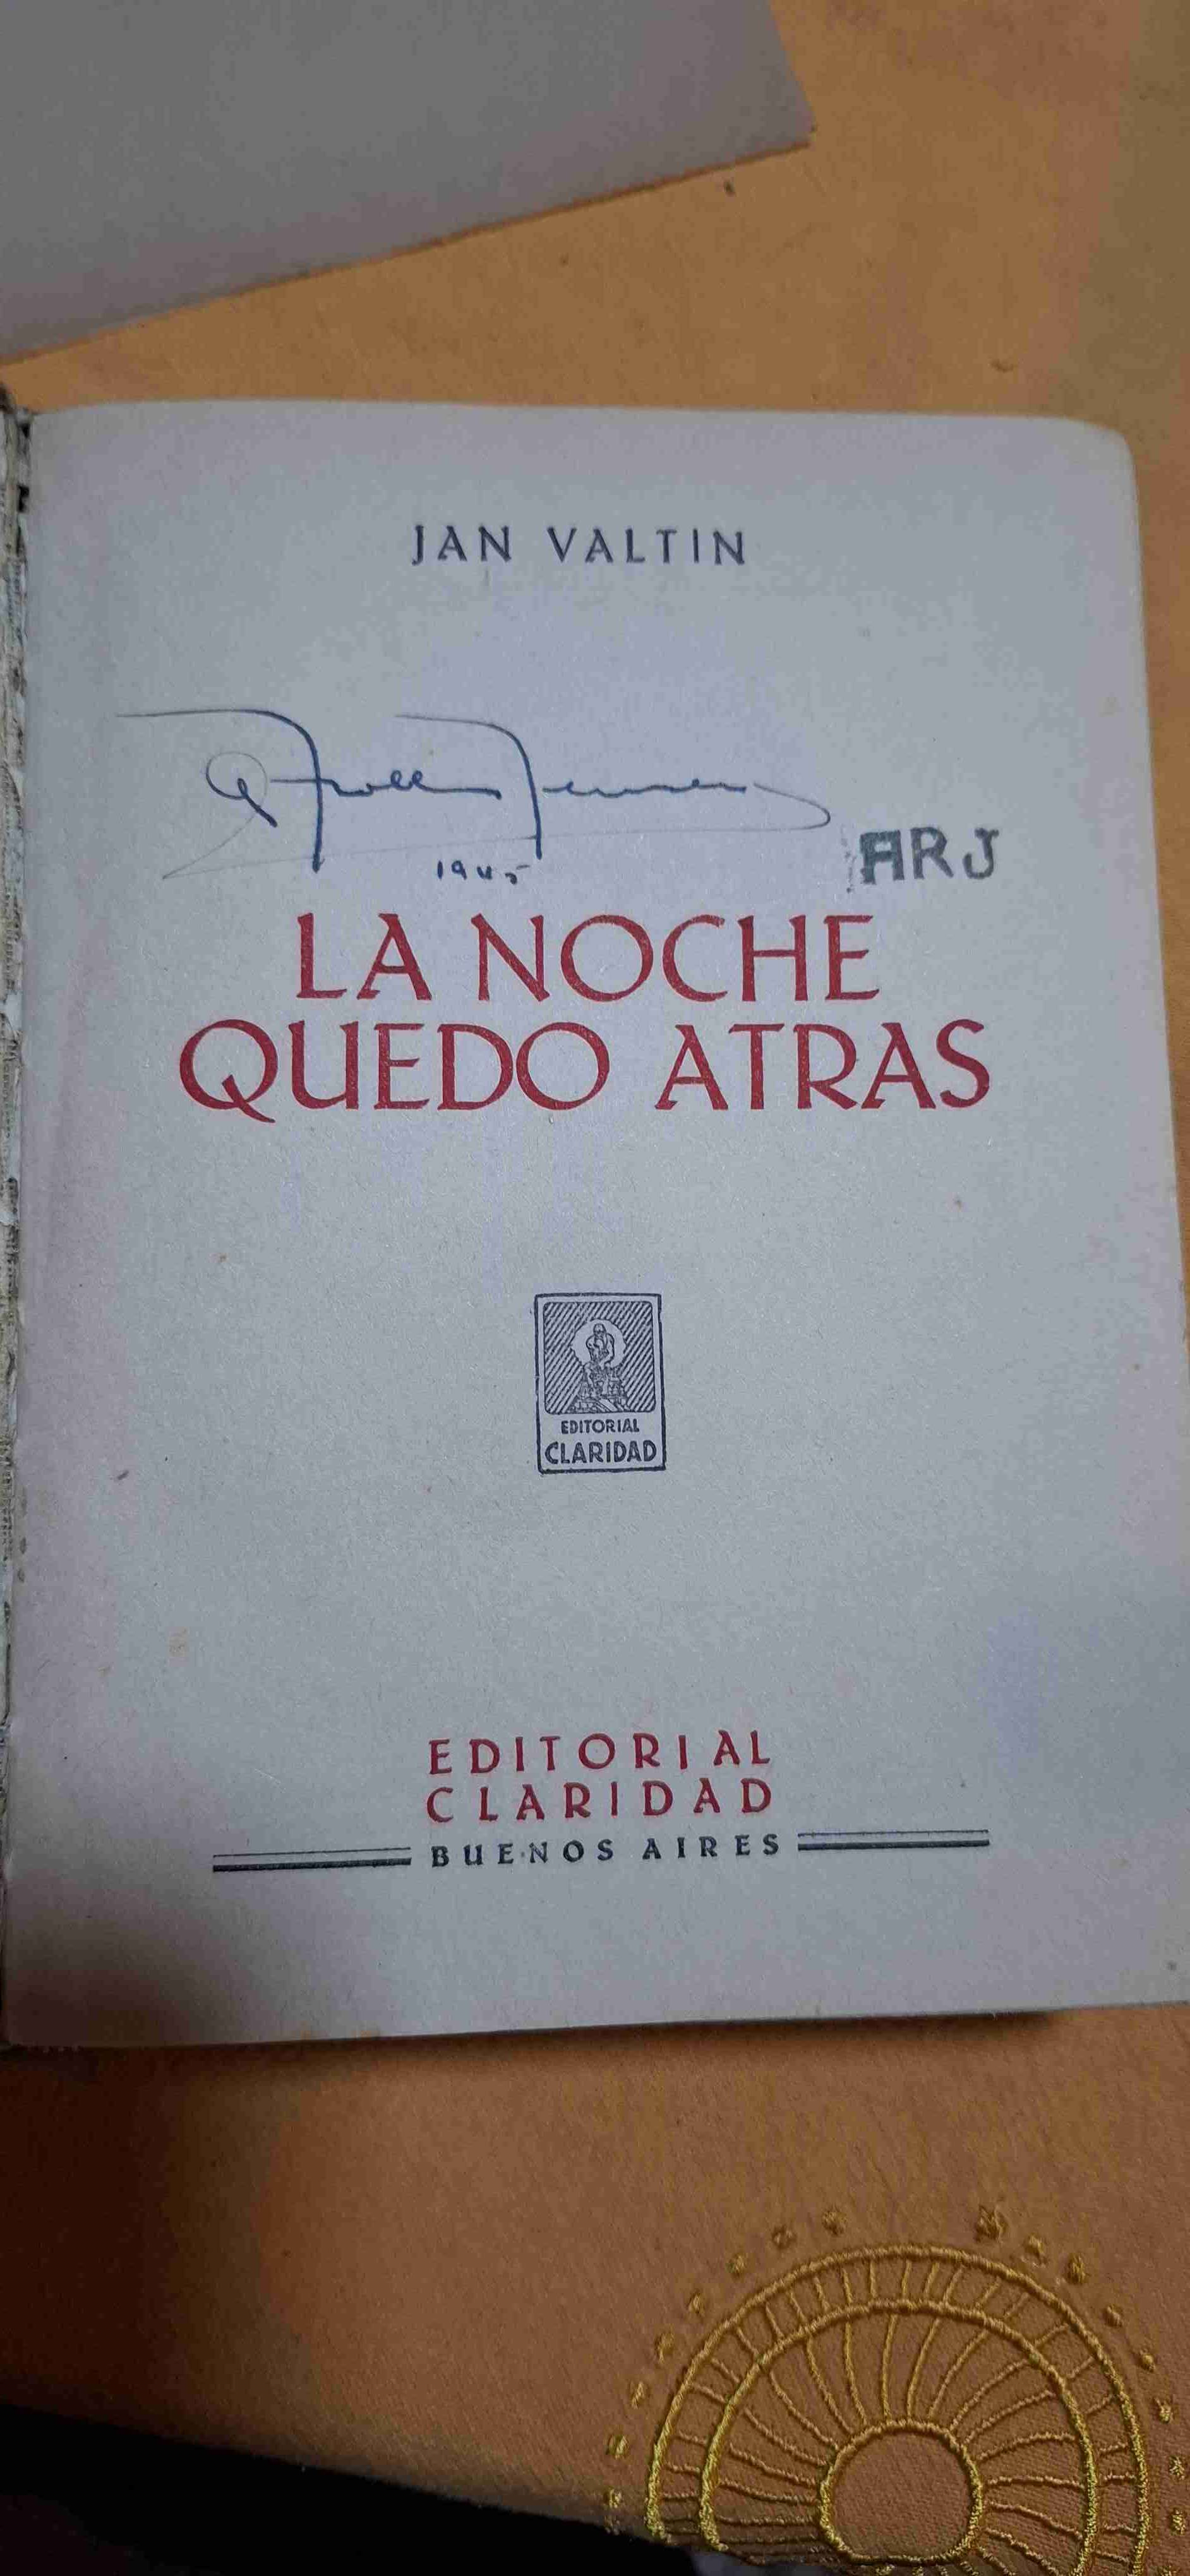 JAN VALTIN
1945
ARJ
LA NOCHE
QUEDO ATRAS
EDITORIAL
CLARIDAD
EDITORIAL
CLARIDAD
BUENOS AIRES